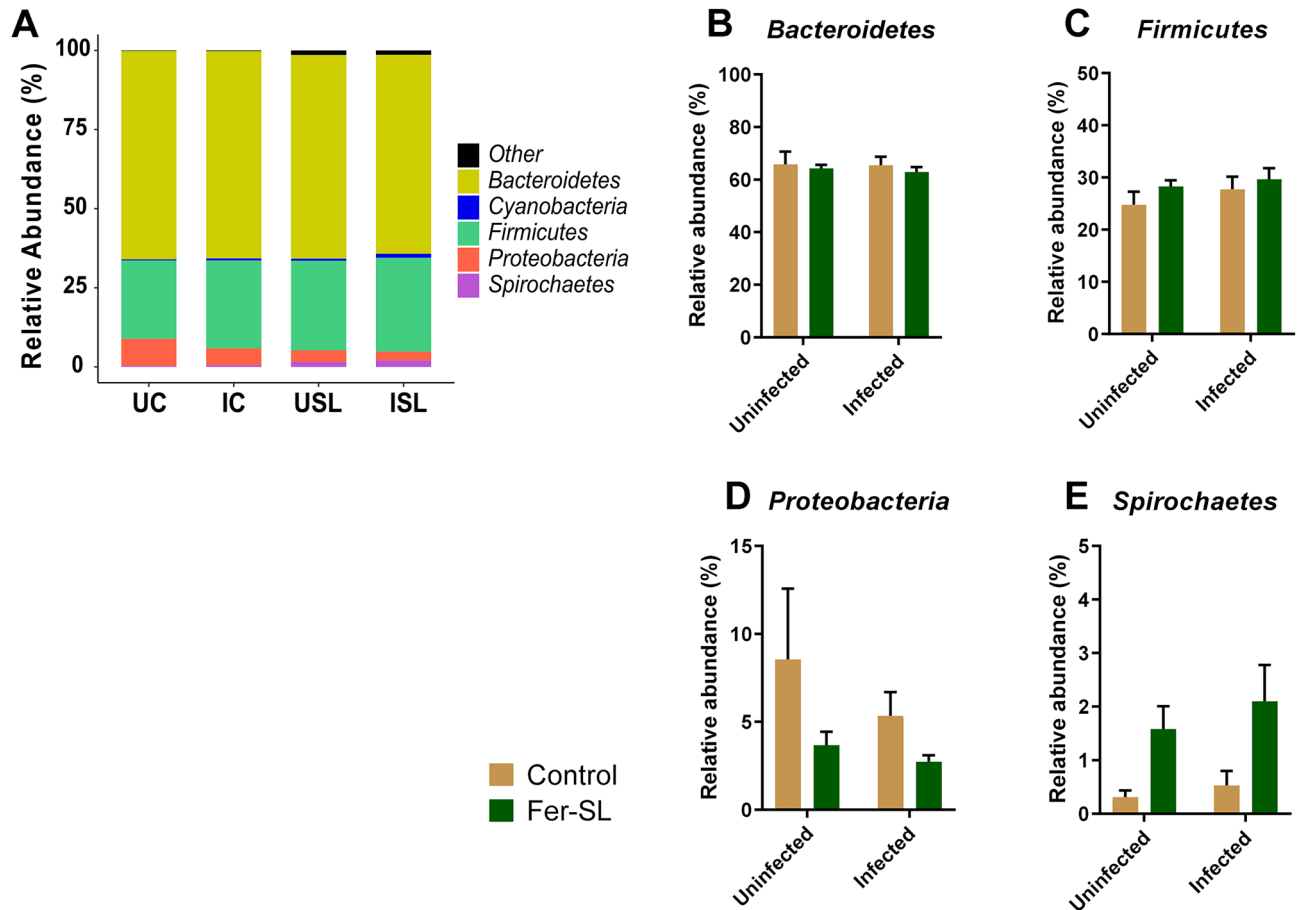 A
Relative Abundance (%)
100
75
50
25
0
UC IC USL ISL
Other
Bacteroidetes
Cyanobacteria
Firmicutes
Proteobacteria
Spirochaetes
B Bacteroidetes
Relative abundance (%)
100
80
60
40
20
0
Uninfected
Infected
C Firmicutes
Relative abundance (%)
50
40
30
20
10
0
Uninfected
Infected
Control
Fer-SL
D Proteobacteria
Relative abundance (%)
15
10
5
0
Uninfected
Infected
E Spirochaetes
Relative abundance (%)
5
4
3
2
1
0
Uninfected
Infected